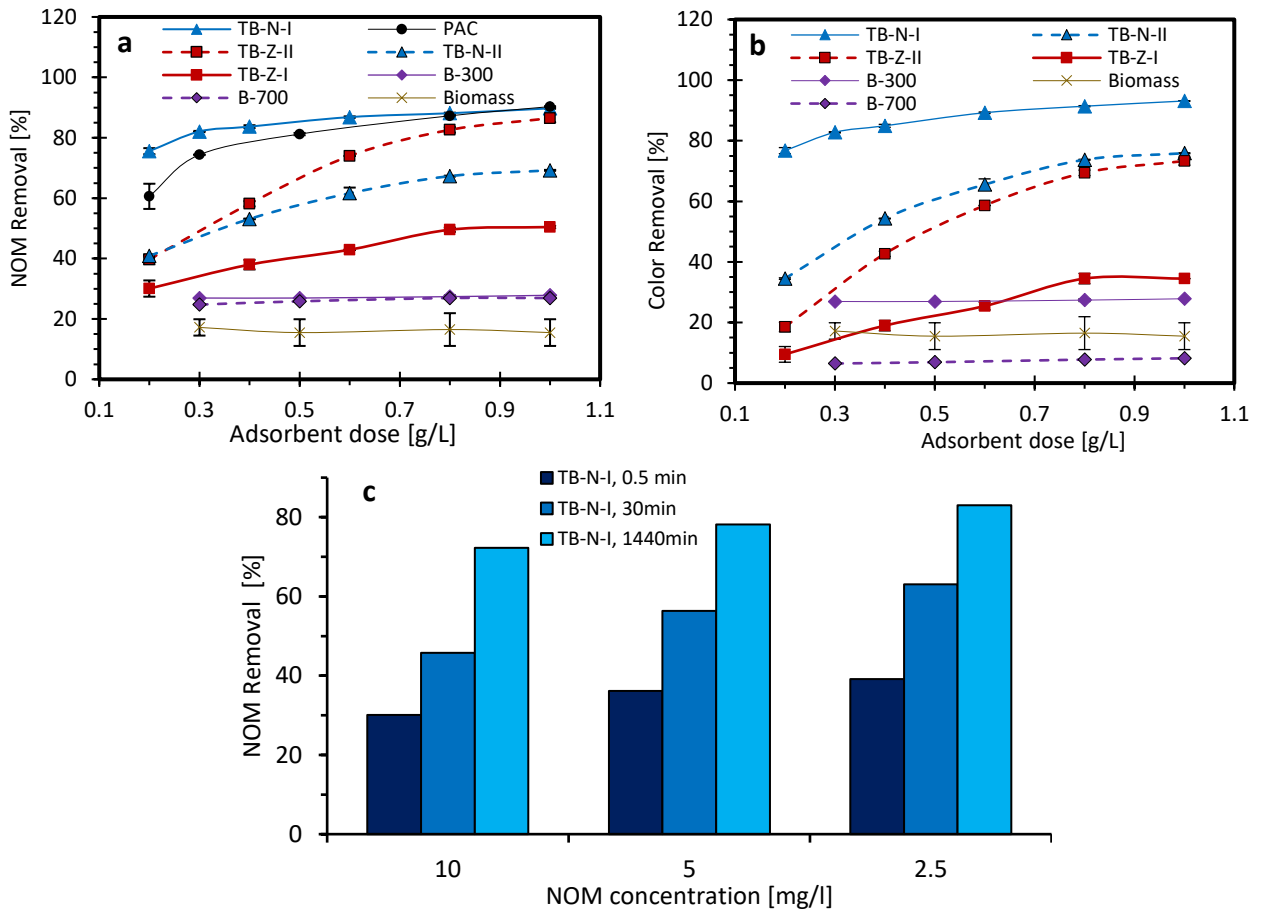 a
TB-N-I
PAC
TB-Z-II
TB-N-II
TB-Z-I
B-300
B-700
Biomass
NOM Removal [%]
120
100
80
60
40
20
0
0.1 0.3 0.5 0.7 0.9 1.1
Adsorbent dose [g/L]
b
TB-N-I
TB-N-II
TB-Z-II
TB-Z-I
B-300
Biomass
B-700
Color Removal [%]
120
100
80
60
40
20
0
0.1 0.3 0.5 0.7 0.9 1.1
Adsorbent dose [g/L]
c
TB-N-I, 0.5 min
TB-N-I, 30min
TB-N-I, 1440min
NOM Removal [%]
80
60
40
20
0
10 5 2.5
NOM concentration [mg/l]